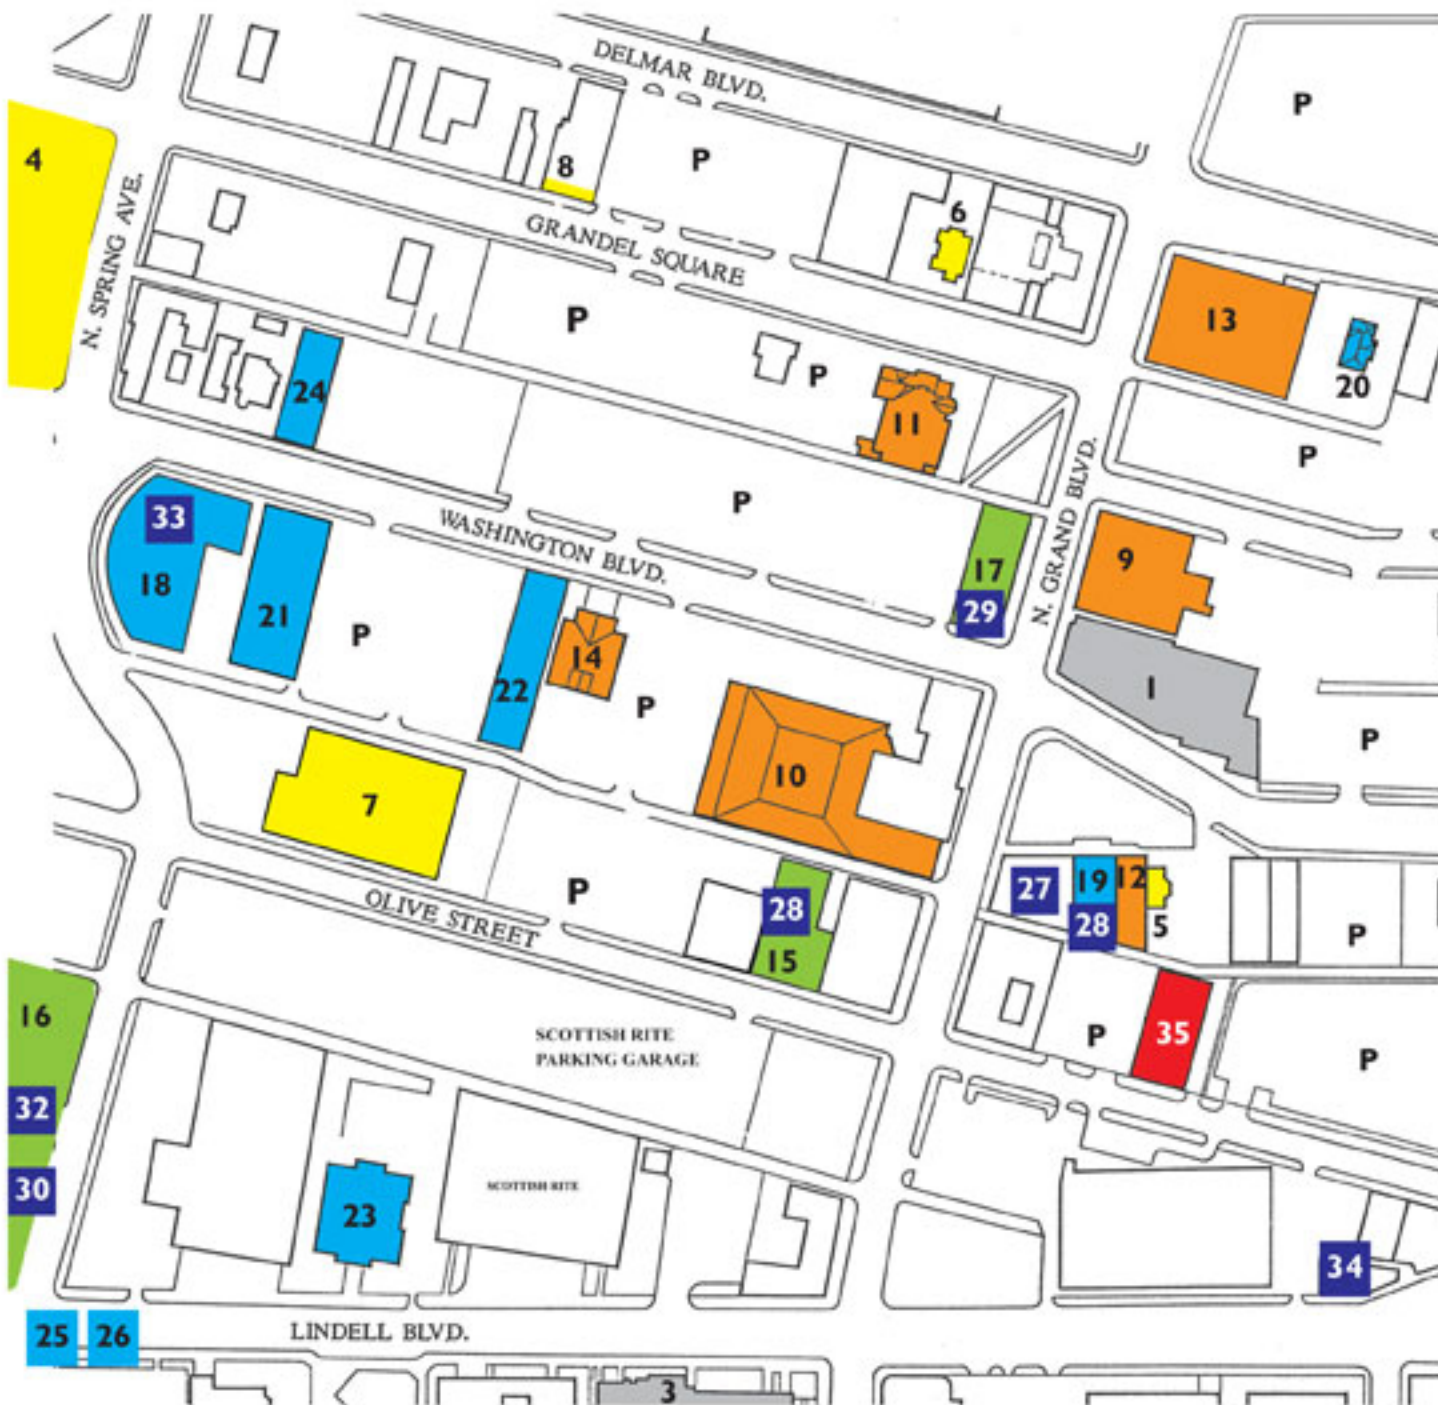 DELMAR BLVD.
P
4
8
P
N. SPRING AVE.
6
GRANDEL SQUARE
P
13
P
20
24
11
N. GRAND BLVD.
P
P
33
WASHINGTON BLVD.
9
17
18
29
21
P
14
22
1
P
P
10
7
27
19
12
P
28
OLIVE STREET
28
5
P
15
16
SCOTTISH RITE
PARKING GARAGE
P
35
P
32
30
SCOTTISH RITE
23
34
25
26
LINDELL BLVD.
3